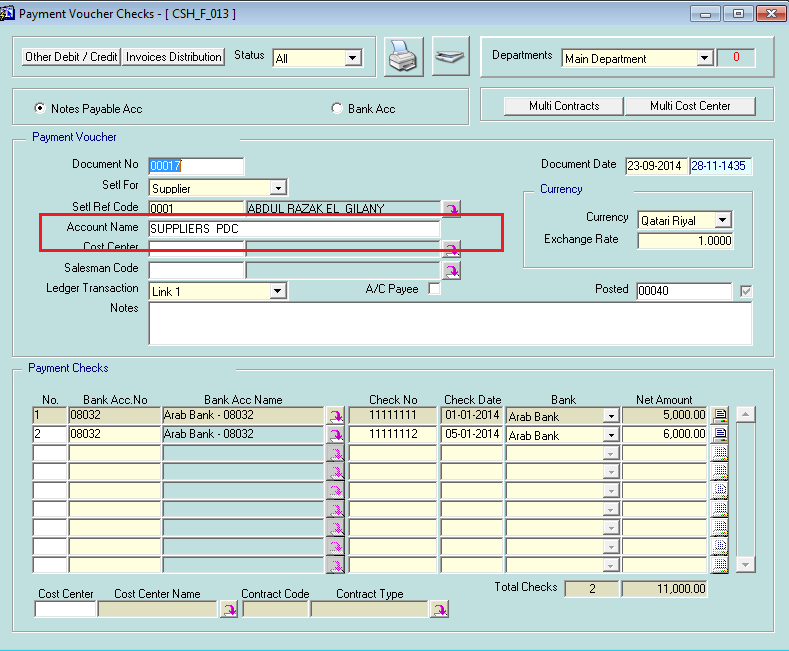 Payment Voucher Checks - [ CSH_F_013 ]
Other Debit / Credit Invoices Distribution Status All Departments Main Department 0
Notes Payable Acc Bank Acc Multi Contracts Multi Cost Center
Payment Voucher
Document No 00017 Document Date 23-09-2014 28-11-1435
Setl For Supplier Currency
Setl Ref Code 0001 ABDUL RAZAK EL GILANY Currency Qatari Riyal
Account Name SUPPLIERS PDC
Exchange Rate 1.0000
Cost Center
Salesman Code
Ledger Transaction Link 1 A/C Payee Posted 00040
Notes
Payment Checks
No. Bank Acc.No Bank Acc Name Check No Check Date Bank Net Amount
1 08032 Arab Bank - 08032 11111111 01-01-2014 Arab Bank 5,000.00
2 08032 Arab Bank - 08032 11111112 05-01-2014 Arab Bank 6,000.00
Total Checks 2 11,000.00
Cost Center Cost Center Name Contract Code Contract Type